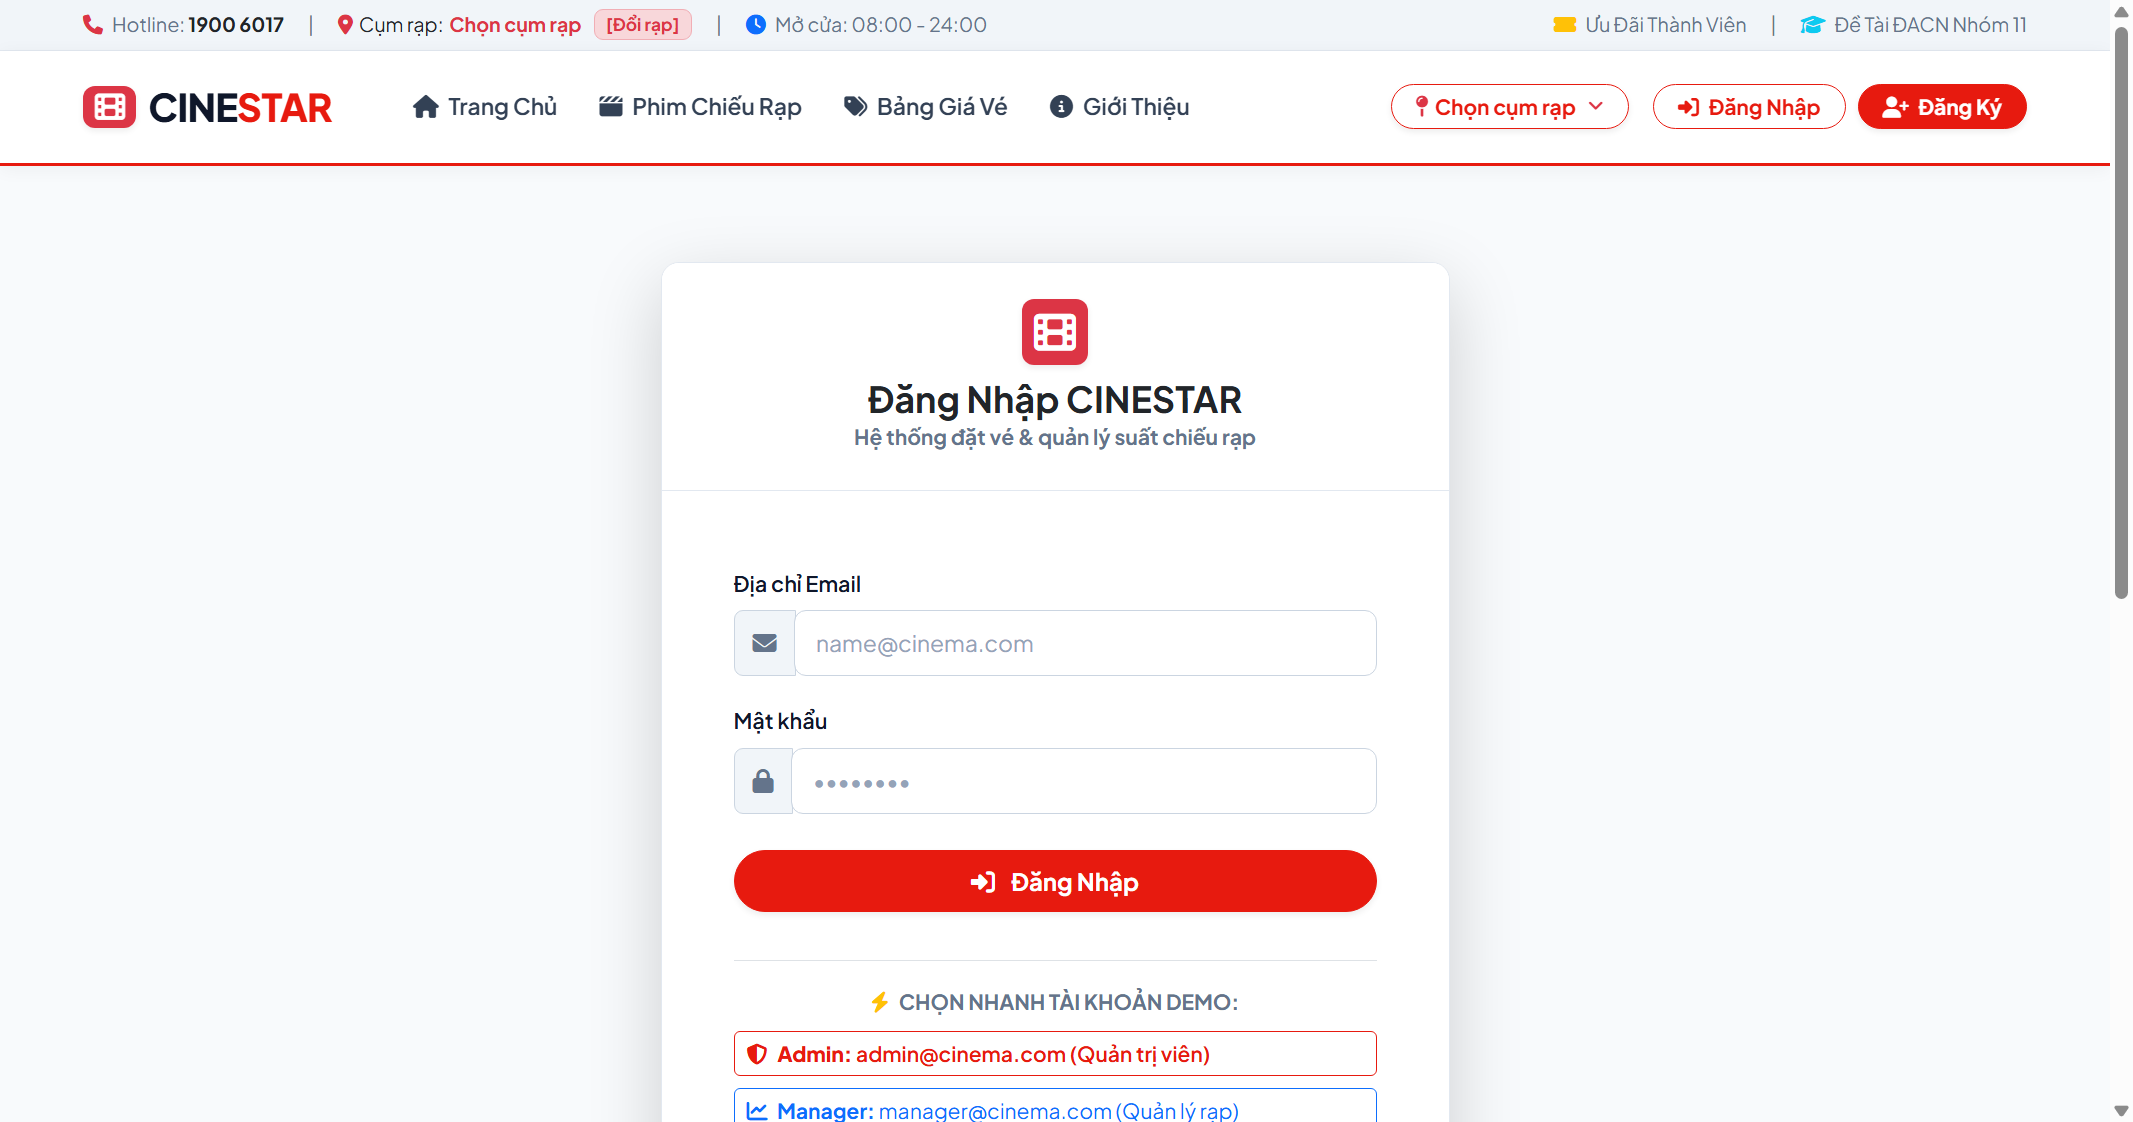 Hotline: 1900 6017 | Cụm rạp: Chọn cụm rạp [Đổi rạp] | Mở cửa: 08:00 - 24:00
Ưu Đãi Thành Viên | Đề Tài ĐACN Nhóm 11
CINESTAR
Trang Chủ
Phim Chiếu Rạp
Bảng Giá Vé
Giới Thiệu
Chọn cụm rạp
Đăng Nhập
Đăng Ký
Đăng Nhập CINESTAR
Hệ thống đặt vé & quản lý suất chiếu rạp
Địa chỉ Email
name@cinema.com
Mật khẩu
••••••••
Đăng Nhập
CHỌN NHANH TÀI KHOẢN DEMO:
Admin: admin@cinema.com (Quản trị viên)
Manager: manager@cinema.com (Quản lý rạp)